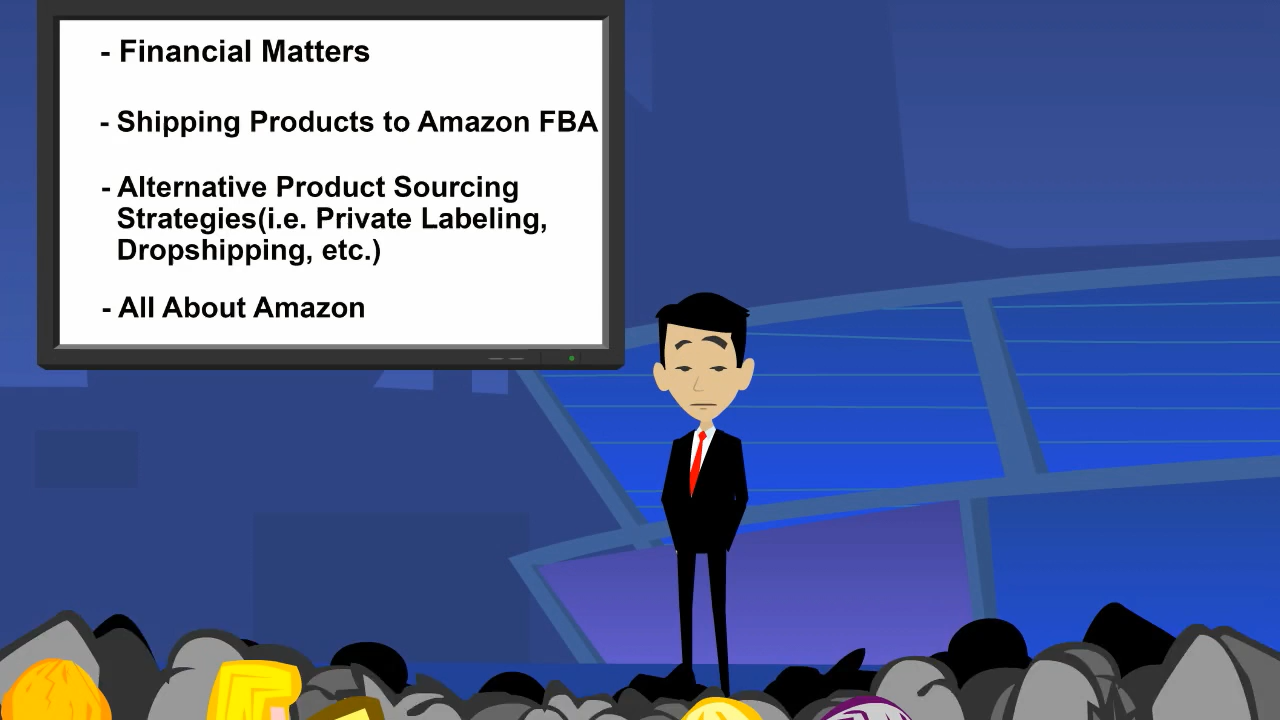 - Financial Matters
- Shipping Products to Amazon FBA
- Alternative Product Sourcing
Strategies(i.e. Private Labeling,
Dropshipping, etc.)
- All About Amazon